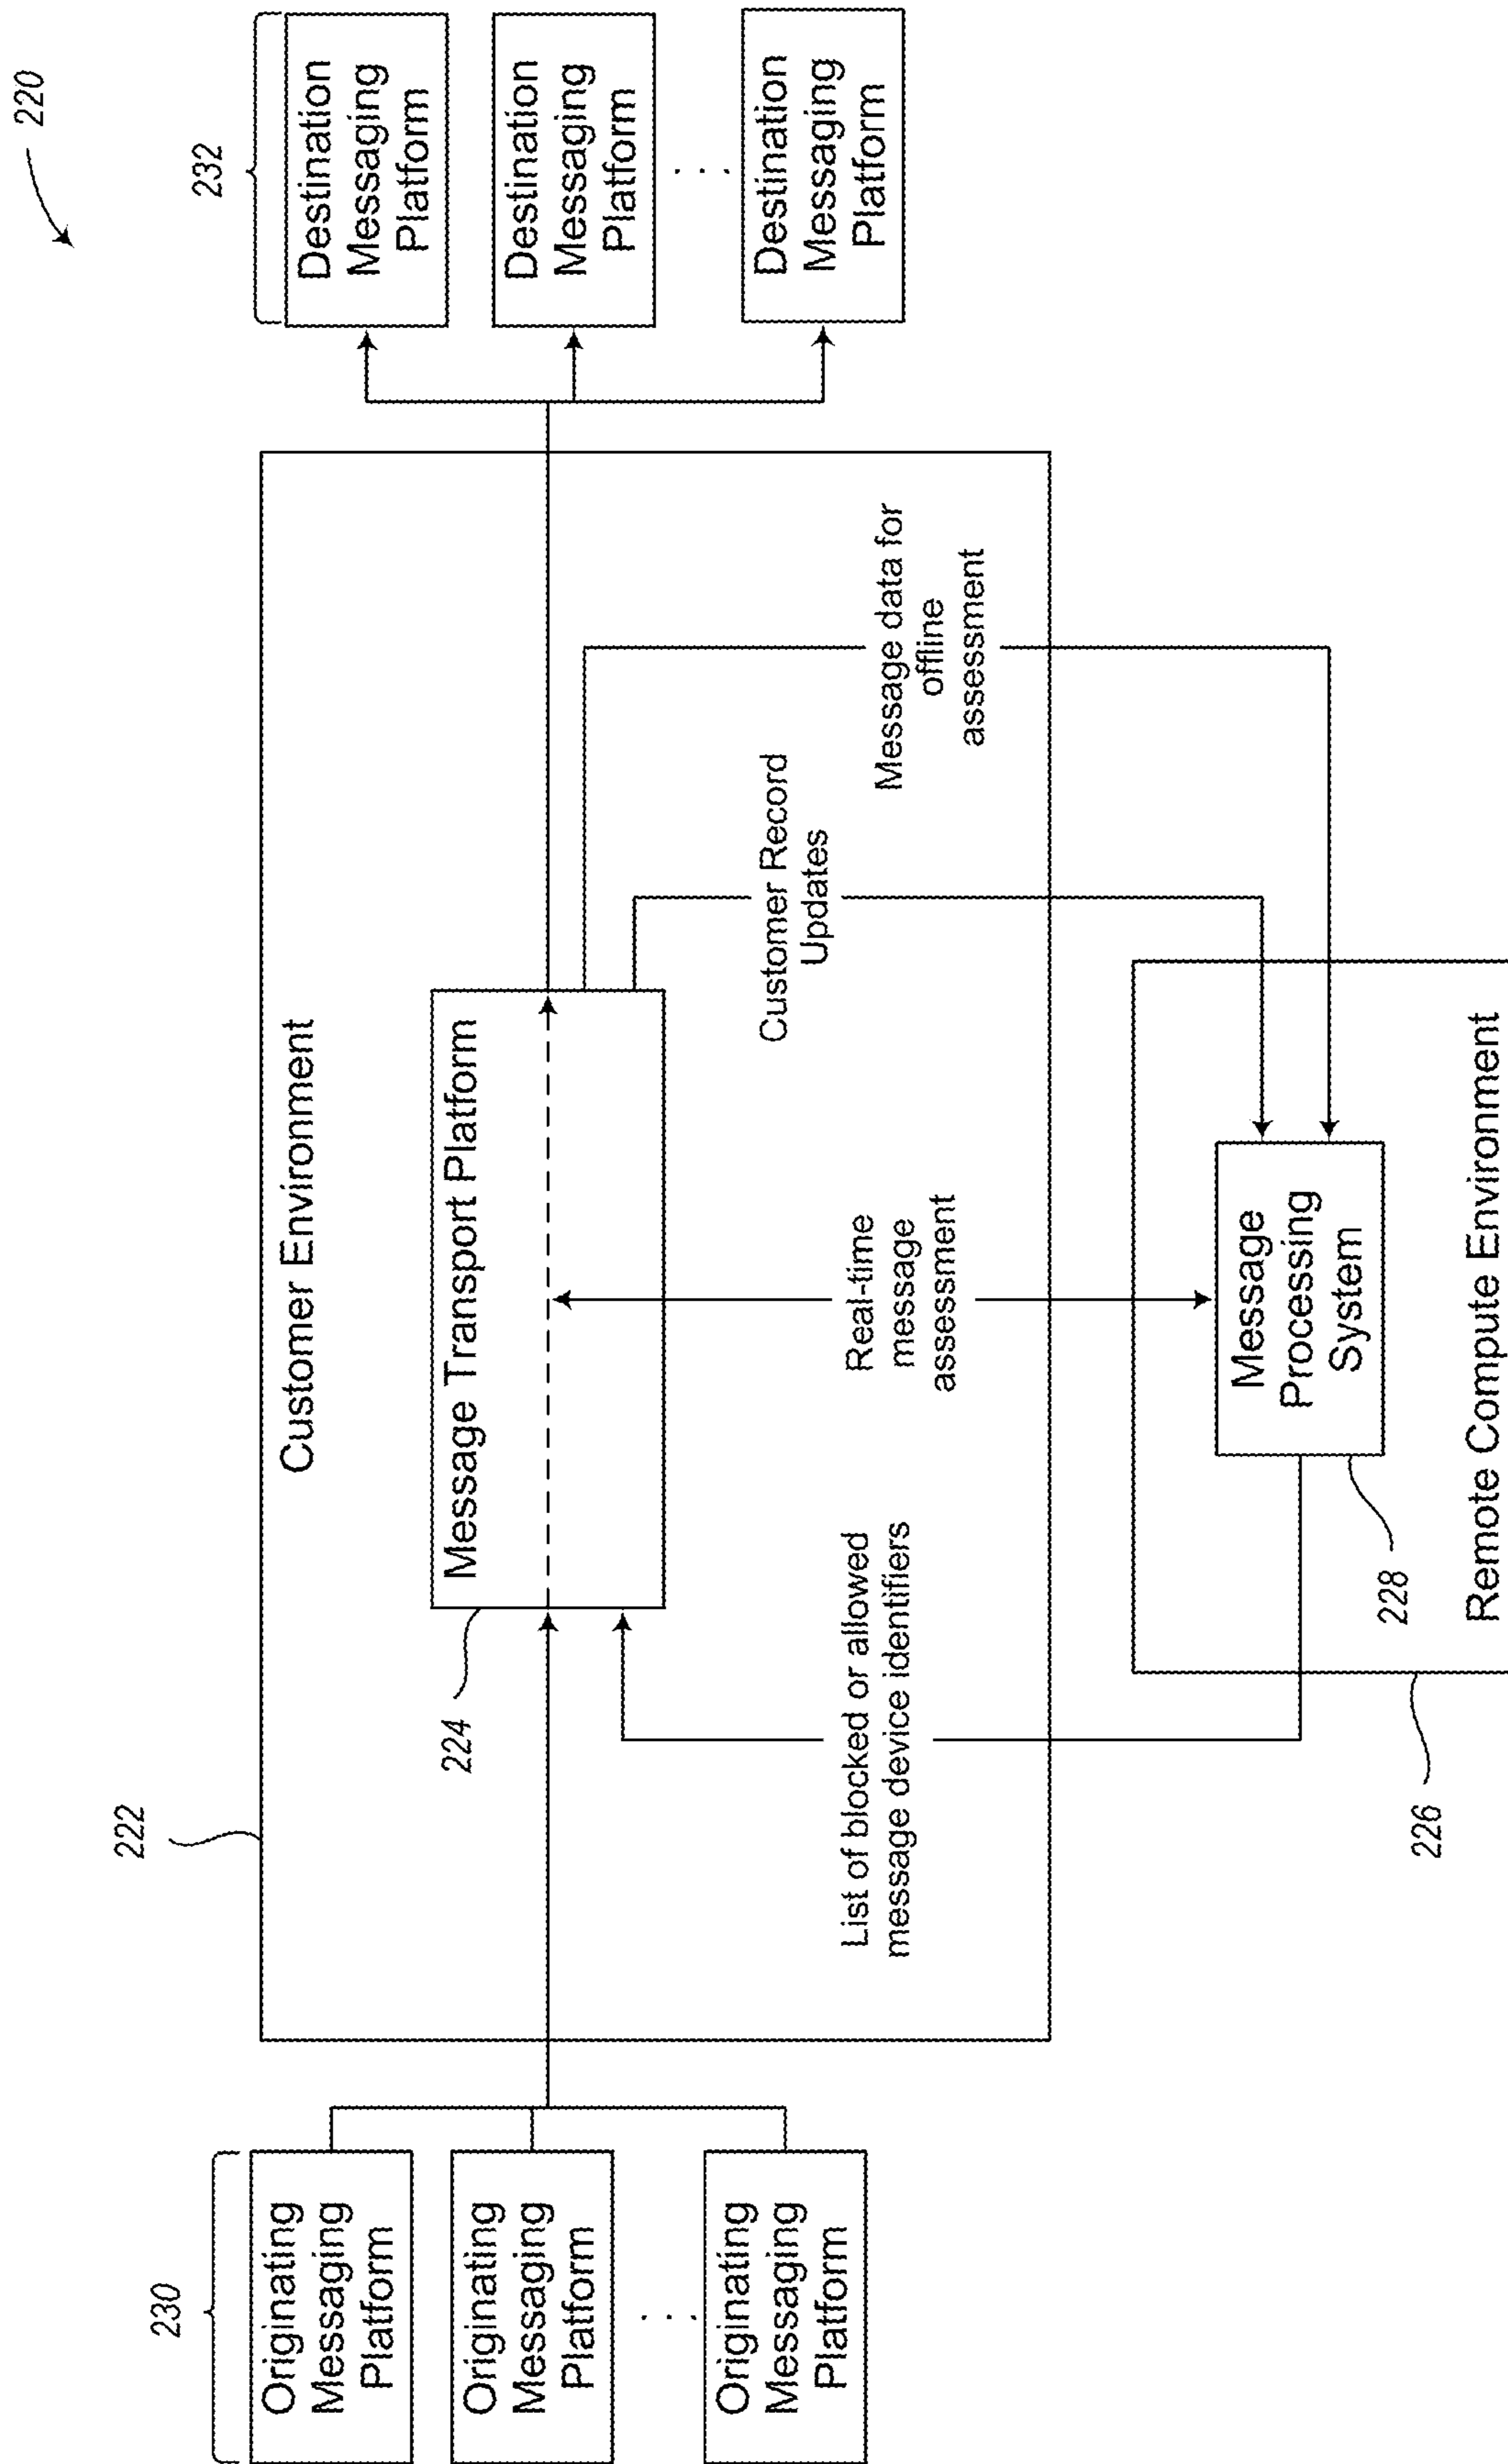 220
232
Destination
Messaging
Platform
Destination
Messaging
Platform
. . .
Destination
Messaging
Platform
222
Customer Environment
Message Transport Platform
224
List of blocked or allowed
message device identifiers
Real-time
message
assessment
Customer Record
Updates
Message data for
offline
assessment
230
Originating
Messaging
Platform
Originating
Messaging
Platform
. . .
Originating
Messaging
Platform
Message
Processing
System
228
Remote Compute Environment
226